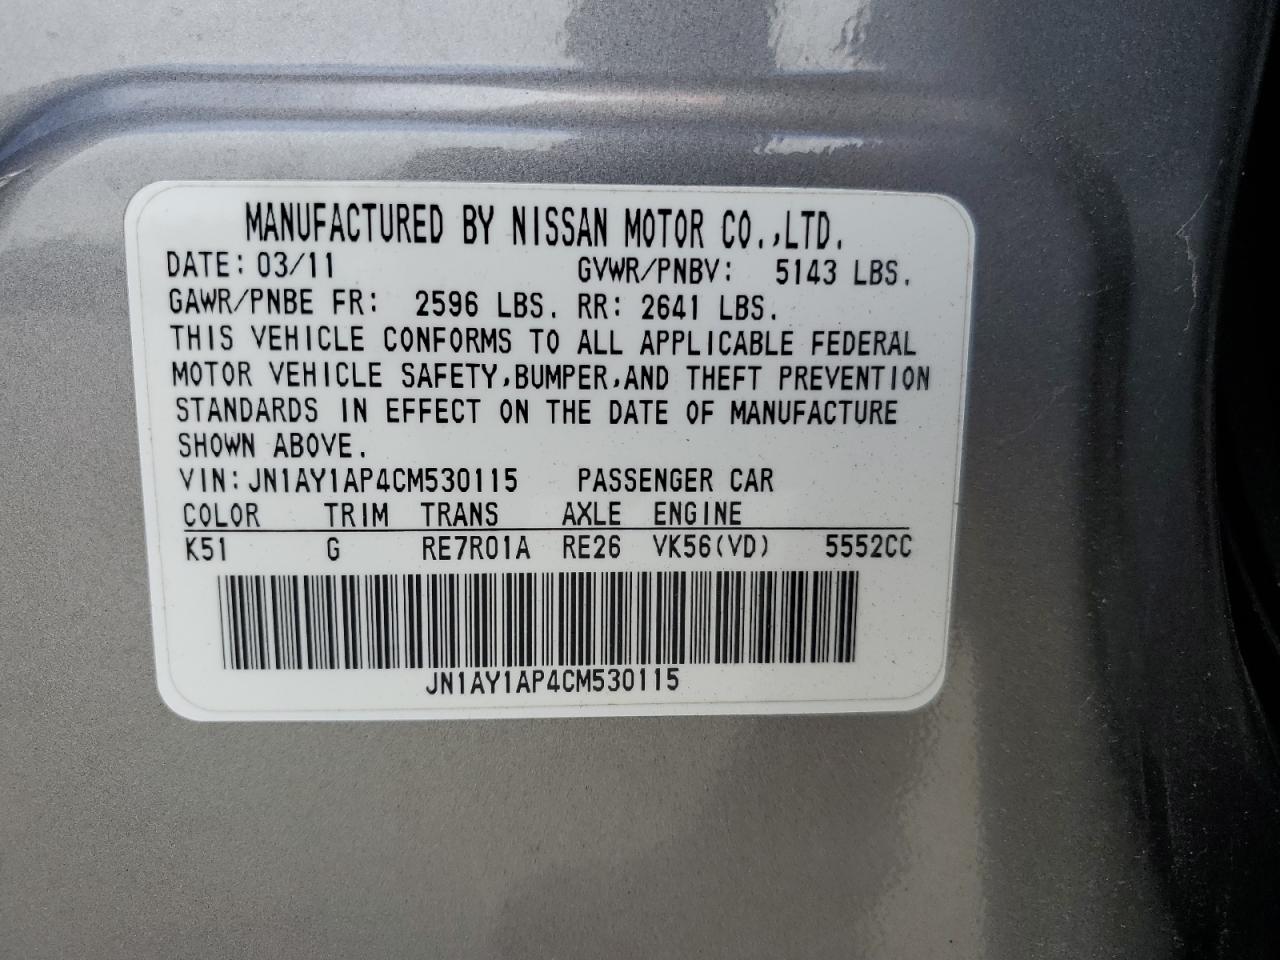 MANUFACTURED BY NISSAN MOTOR CO.,LTD.
DATE: 03/11 GVWR/PNBV: 5143 LBS.
GAWR/PNBE FR: 2596 LBS. RR: 2641 LBS.
THIS VEHICLE CONFORMS TO ALL APPLICABLE FEDERAL
MOTOR VEHICLE SAFETY,BUMPER,AND THEFT PREVENTION
STANDARDS IN EFFECT ON THE DATE OF MANUFACTURE
SHOWN ABOVE.
VIN:JN1AY1AP4CM530115 PASSENGER CAR
COLOR TRIM TRANS AXLE ENGINE
K51 G RE7R01A RE26 VK56(VD) 5552CC
JN1AY1AP4CM530115